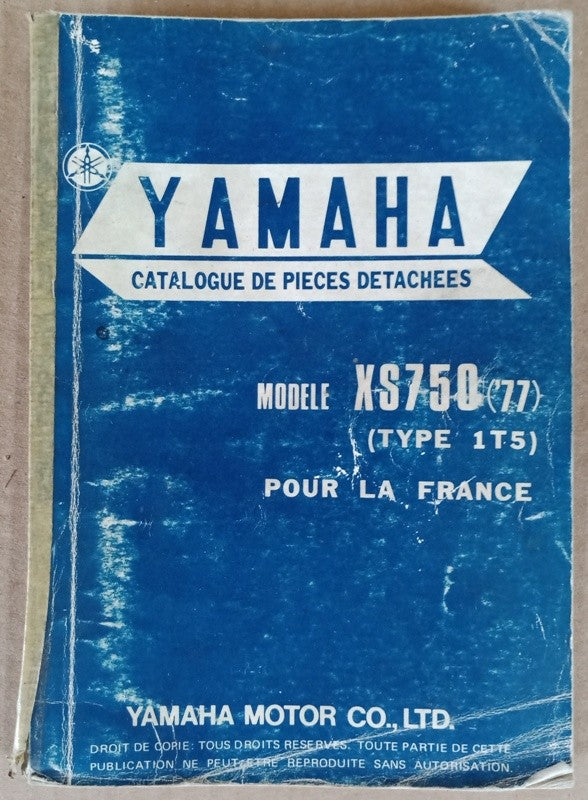 YAMAHA
CATALOGUE DE PIECES DETACHEES
MODELE XS750 ('77)
(TYPE 1T5)
POUR LA FRANCE
YAMAHA MOTOR CO., LTD.
DROIT DE COPIE: TOUS DROITS RESERVES. TOUTE PARTIE DE CETTE
PUBLICATION NE PEUT ETRE REPRODUITE SANS AUTORISATION.